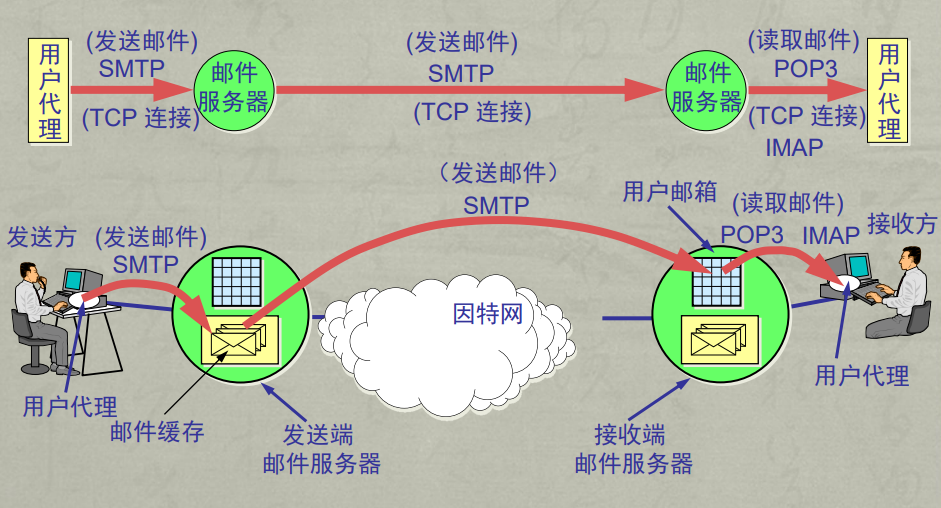 用户代理
(发送邮件)
SMTP
(TCP 连接)
邮件
服务器
(发送邮件)
SMTP
(TCP 连接)
邮件
服务器
(读取邮件)
POP3
(TCP 连接)
IMAP
用户代理
（发送邮件）
SMTP
用户邮箱
(读取邮件)
POP3
IMAP
接收方
发送方
(发送邮件)
SMTP
因特网
用户代理
用户代理
邮件缓存
发送端
邮件服务器
接收端
邮件服务器